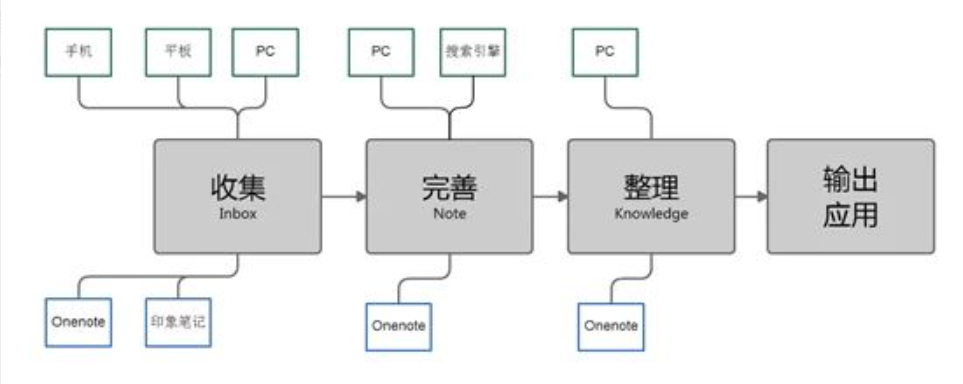 手机
平板
PC
PC
搜索引擎
PC
收集
Inbox
完善
Note
整理
Knowledge
输出
应用
Onenote
印象笔记
Onenote
Onenote